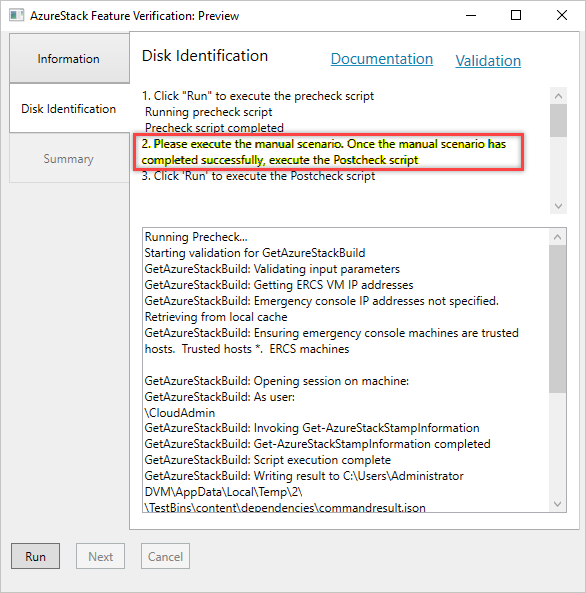 AzureStack Feature Verification: Preview
Information
Disk Identification
Summary
Disk Identification
Documentation
Validation
1. Click "Run" to execute the precheck script
Running precheck script
Precheck script completed
2. Please execute the manual scenario. Once the manual scenario has
completed successfully, execute the Postcheck script
3. Click 'Run' to execute the Postcheck script
Running Precheck...
Starting validation for GetAzureStackBuild
GetAzureStackBuild: Validating input parameters
GetAzureStackBuild: Getting ERCS VM IP addresses
GetAzureStackBuild: Emergency console IP addresses not specified.
Retrieving from local cache
GetAzureStackBuild: Ensuring emergency console machines are trusted
hosts.  Trusted hosts *.  ERCS machines
GetAzureStackBuild: Opening session on machine:
GetAzureStackBuild: As user:
\CloudAdmin
GetAzureStackBuild: Invoking Get-AzureStackStampInformation
GetAzureStackBuild: Get-AzureStackStampInformation completed
GetAzureStackBuild: Script execution complete
GetAzureStackBuild: Writing result to C:\Users\Administrator
DVM\AppData\Local\Temp\2\
\TestBins\content\dependencies\commandresult.json
Run
Next
Cancel